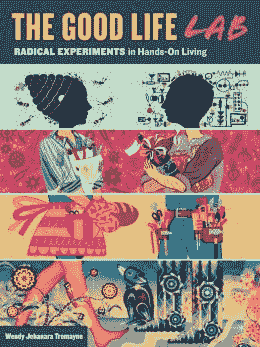 THE GOOD LIFE LAB
RADICAL EXPERIMENTS in Hands-On Living
Wendy Jehanara Tremayne